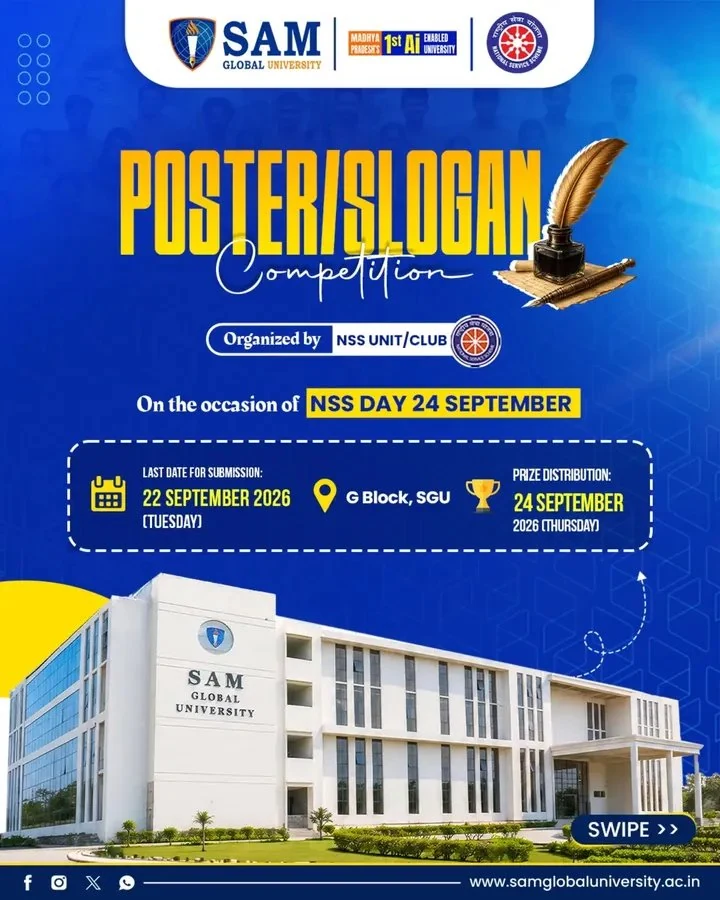 SAM
GLOBAL UNIVERSITY
MADHYA PRADESH'S 1st Ai ENABLED UNIVERSITY
राष्ट्रीय सेवा योजना
NATIONAL SERVICE SCHEME
POSTER/SLOGAN
Competition
Organized by NSS UNIT/CLUB
On the occasion of NSS DAY 24 SEPTEMBER
LAST DATE FOR SUBMISSION:
22 SEPTEMBER 2026
(TUESDAY)
G Block, SGU
PRIZE DISTRIBUTION:
24 SEPTEMBER
2026 (THURSDAY)
SAM
GLOBAL
UNIVERSITY
SWIPE >>
www.samglobaluniversity.ac.in